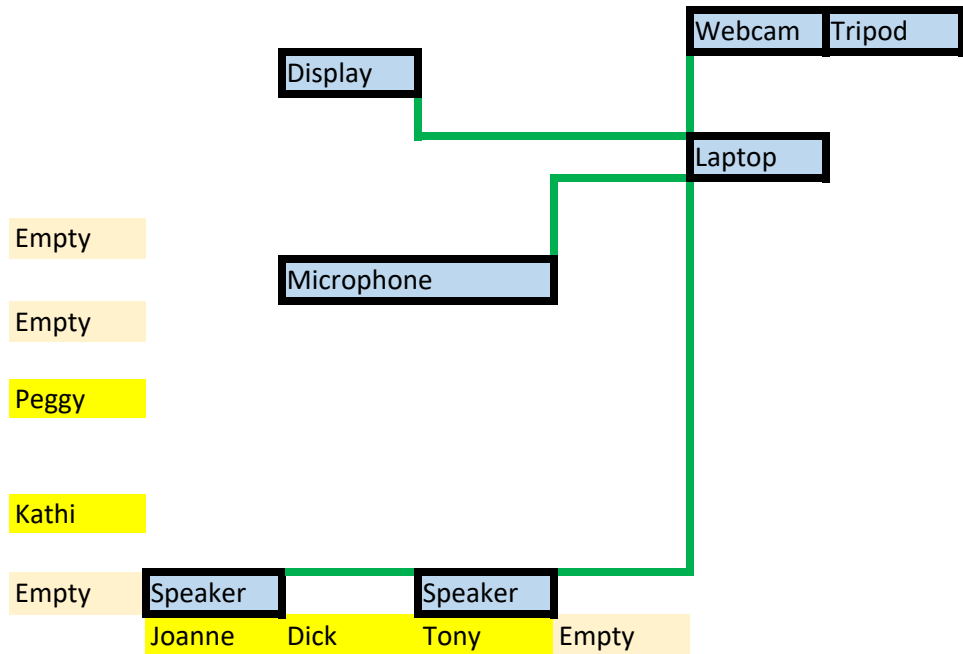 Webcam Tripod
Display
Laptop
Empty
Microphone
Empty
Peggy
Kathi
Empty Speaker Speaker
Joanne Dick Tony Empty